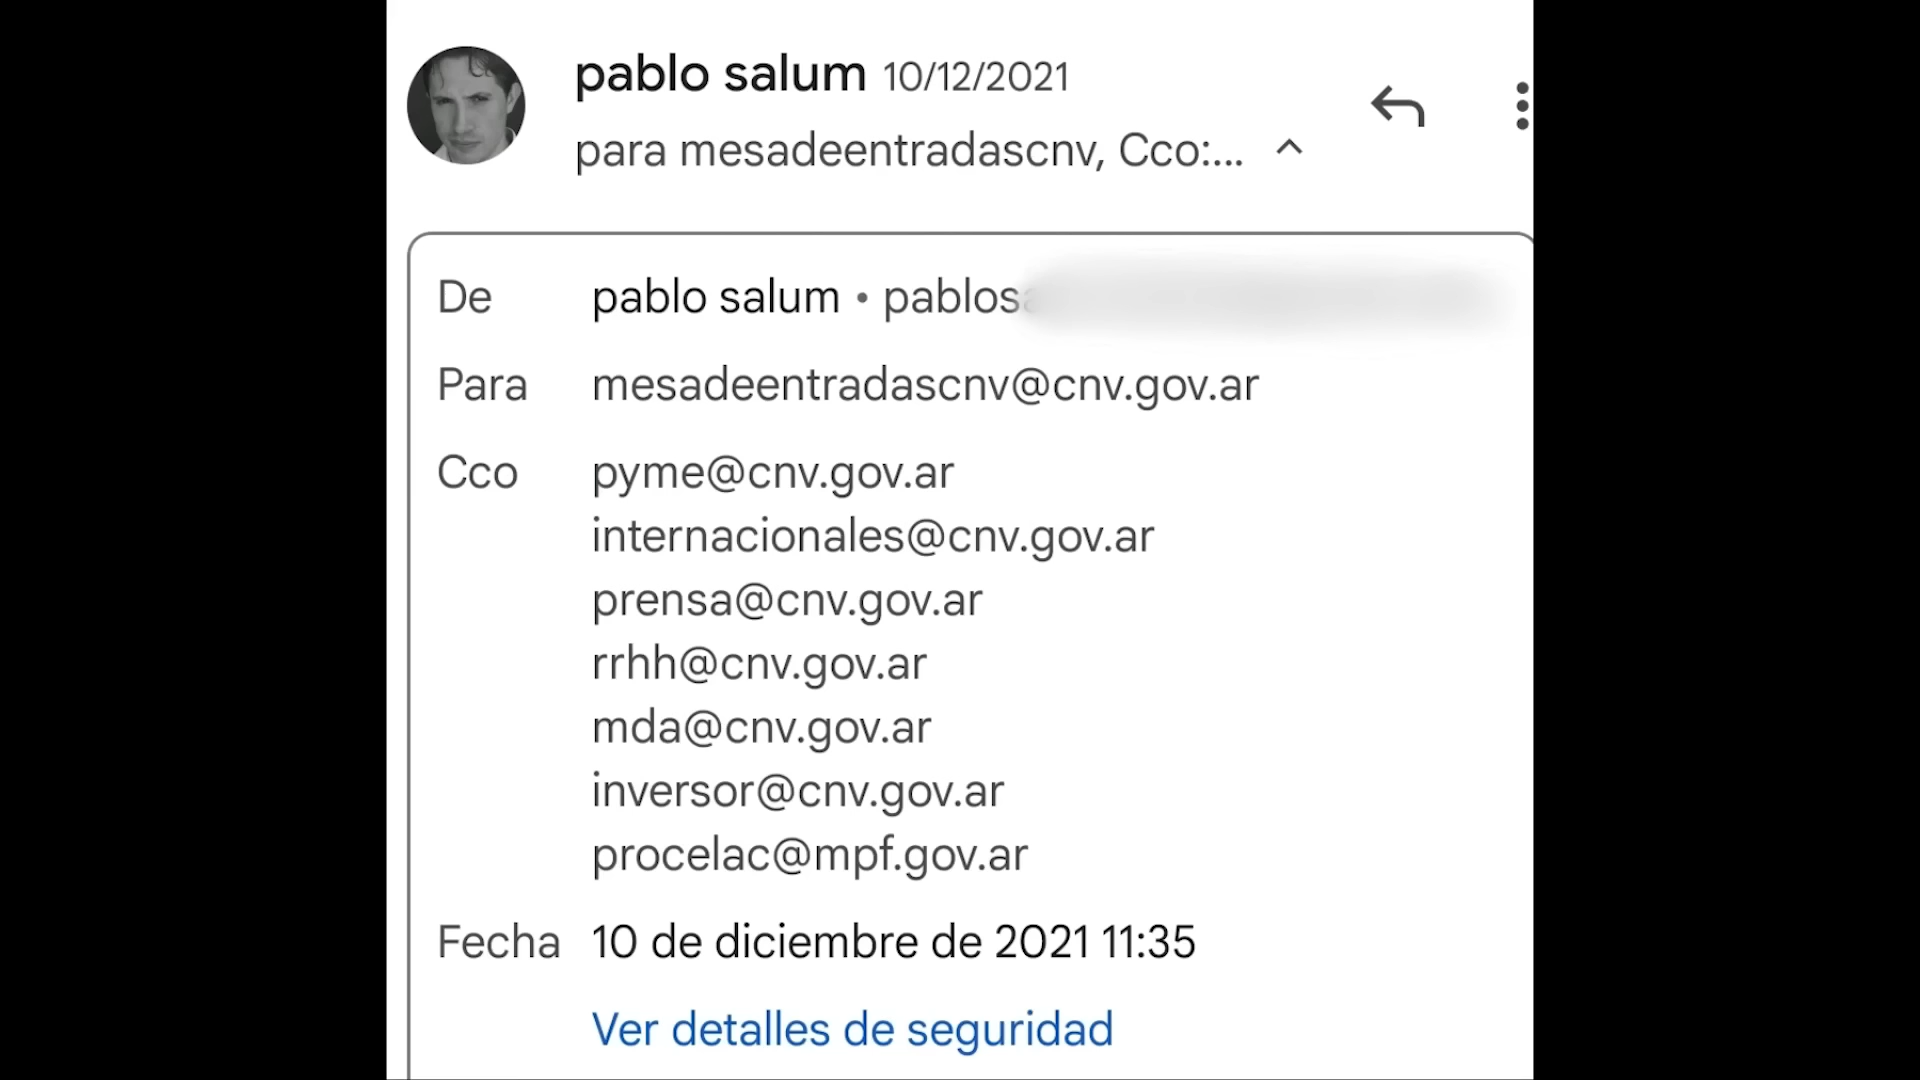 pablo salum 10/12/2021
para mesadeentradascnv, Cco:...
De pablo salum • pablos
Para mesadeentradascnv@cnv.gov.ar
Cco pyme@cnv.gov.ar
internacionales@cnv.gov.ar
prensa@cnv.gov.ar
rrhh@cnv.gov.ar
mda@cnv.gov.ar
inversor@cnv.gov.ar
procelac@mpf.gov.ar
Fecha 10 de diciembre de 2021 11:35
Ver detalles de seguridad